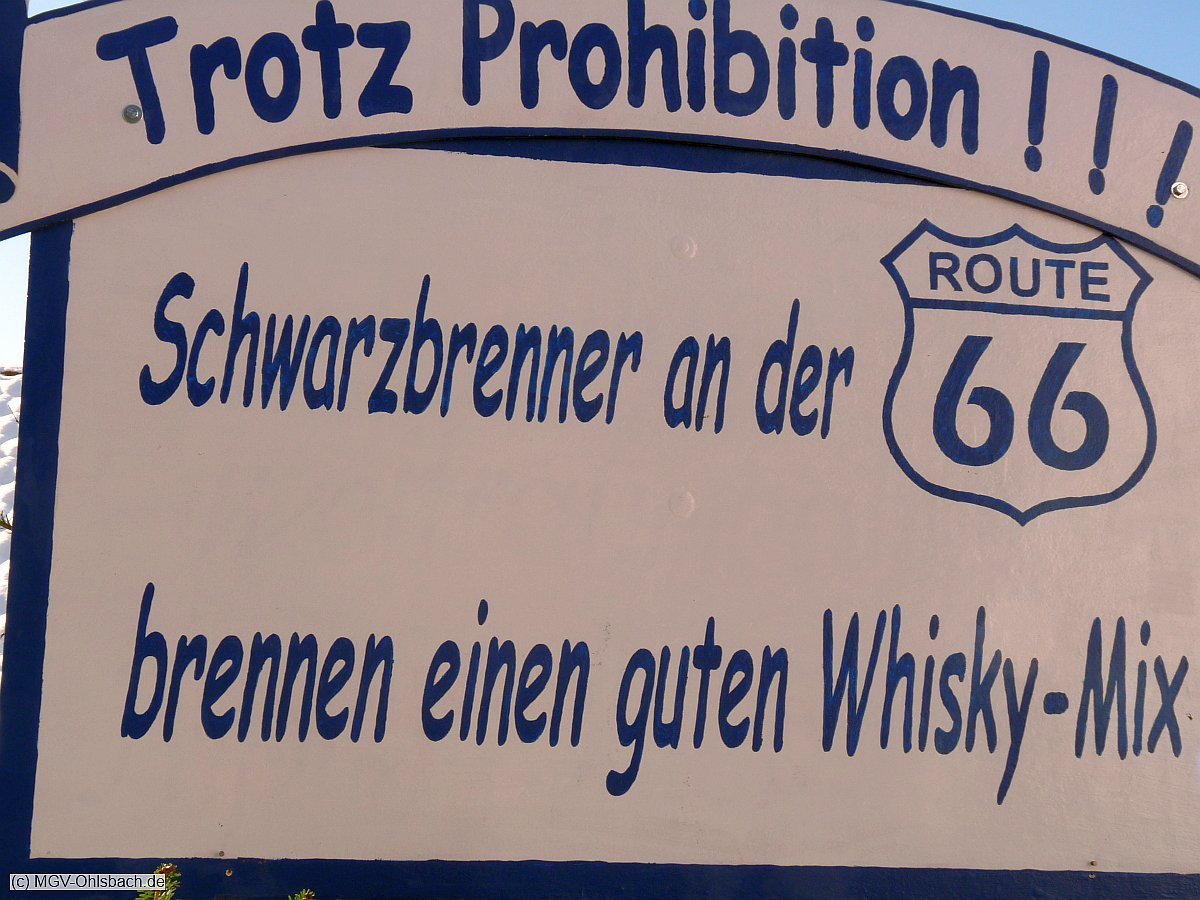 Trotz Prohibition ! ! !
ROUTE
66
Schwarzbrenner an der
brennen einen guten Whisky-Mix
(c) MGV-Ohlsbach.de